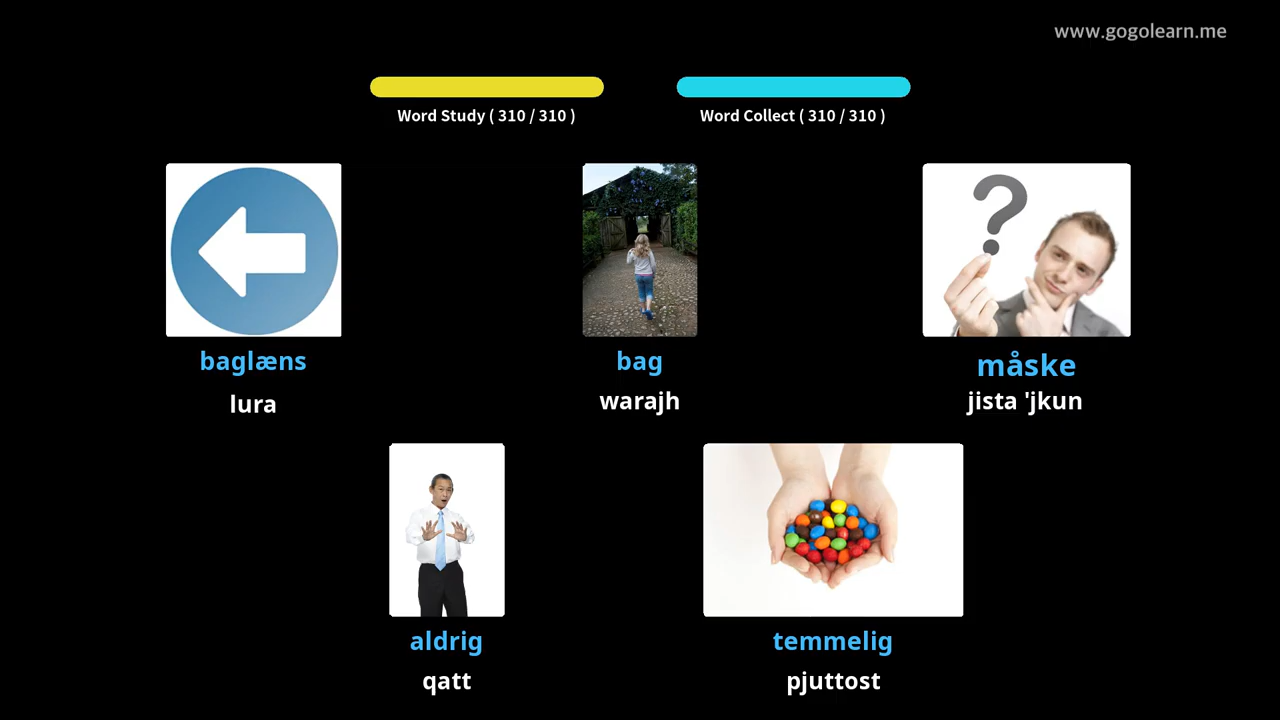 www.gogolearn.me
Word Study ( 310 / 310 )
Word Collect ( 310 / 310 )
baglæns
lura
bag
warajh
måske
jista 'jkun
aldrig
qatt
temmelig
pjuttost